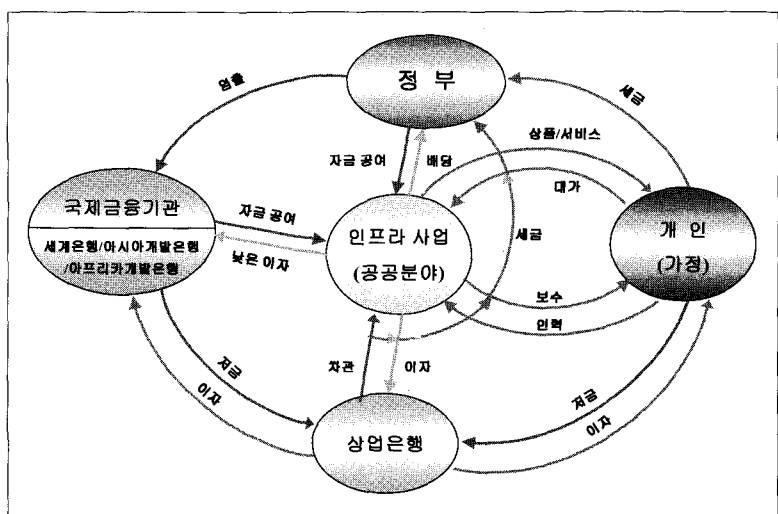 정 부
염출
세금
자금 공여
배당
상품/서비스
대가
국제금융기관
세계은행/아시아개발은행
/아프리카개발은행
자금 공여
낮은 이자
인프라 사업
(공공분야)
세금
개 인
(가정)
보수
인력
저금
이자
차관
이자
저금
이자
상업은행